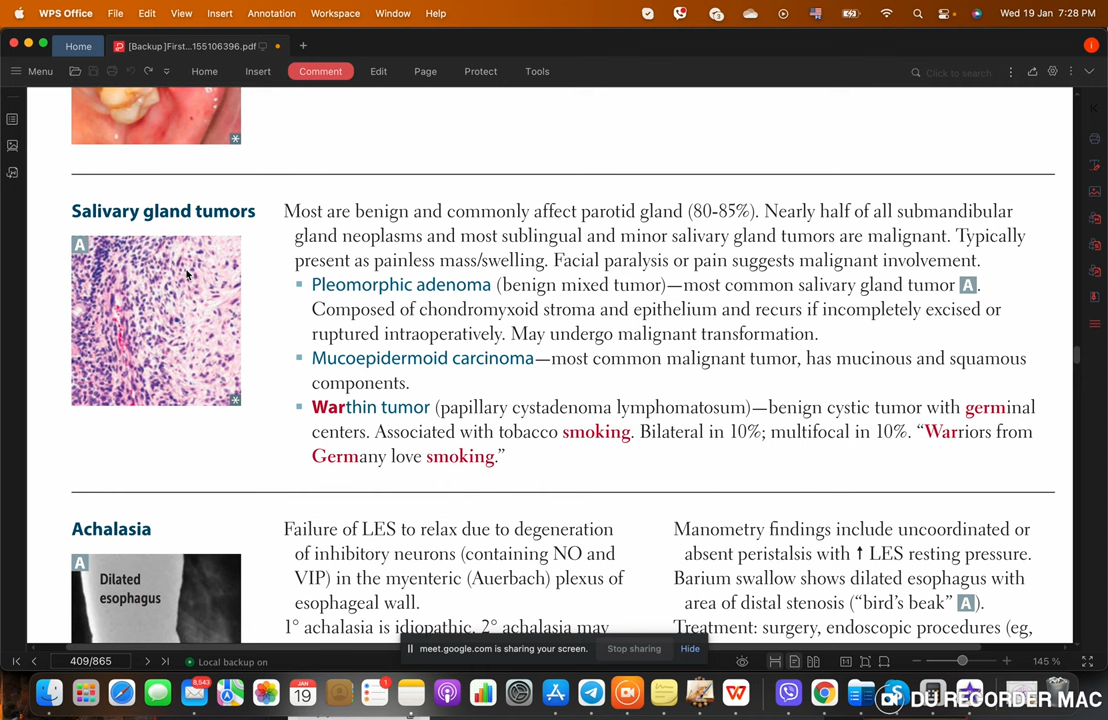 WPS Office File Edit View Insert Annotation Workspace Window Help Wed 19 Jan 7:28 PM
Home [Backup]First...155106396.pdf
Menu Home Insert Comment Edit Page Protect Tools Click to search
Salivary gland tumors
A
Most are benign and commonly affect parotid gland (80-85%). Nearly half of all submandibular
gland neoplasms and most sublingual and minor salivary gland tumors are malignant. Typically
present as painless mass/swelling. Facial paralysis or pain suggests malignant involvement.
Pleomorphic adenoma (benign mixed tumor)—most common salivary gland tumor A.
Composed of chondromyxoid stroma and epithelium and recurs if incompletely excised or
ruptured intraoperatively. May undergo malignant transformation.
Mucoepidermoid carcinoma—most common malignant tumor, has mucinous and squamous
components.
Warthin tumor (papillary cystadenoma lymphomatosum)—benign cystic tumor with germinal
centers. Associated with tobacco smoking. Bilateral in 10%; multifocal in 10%. “Warriors from
Germany love smoking.”
Achalasia
A
Dilated
esophagus
Failure of LES to relax due to degeneration
of inhibitory neurons (containing NO and
VIP) in the myenteric (Auerbach) plexus of
esophageal wall.
1° achalasia is idiopathic. 2° achalasia may
Manometry findings include uncoordinated or
absent peristalsis with ↑ LES resting pressure.
Barium swallow shows dilated esophagus with
area of distal stenosis (“bird’s beak” A).
Treatment: surgery, endoscopic procedures (eg,
meet.google.com is sharing your screen. Stop sharing Hide
409/865 Local backup on 145 %
8,543
JAN
19
1
DU RECORDER MAC